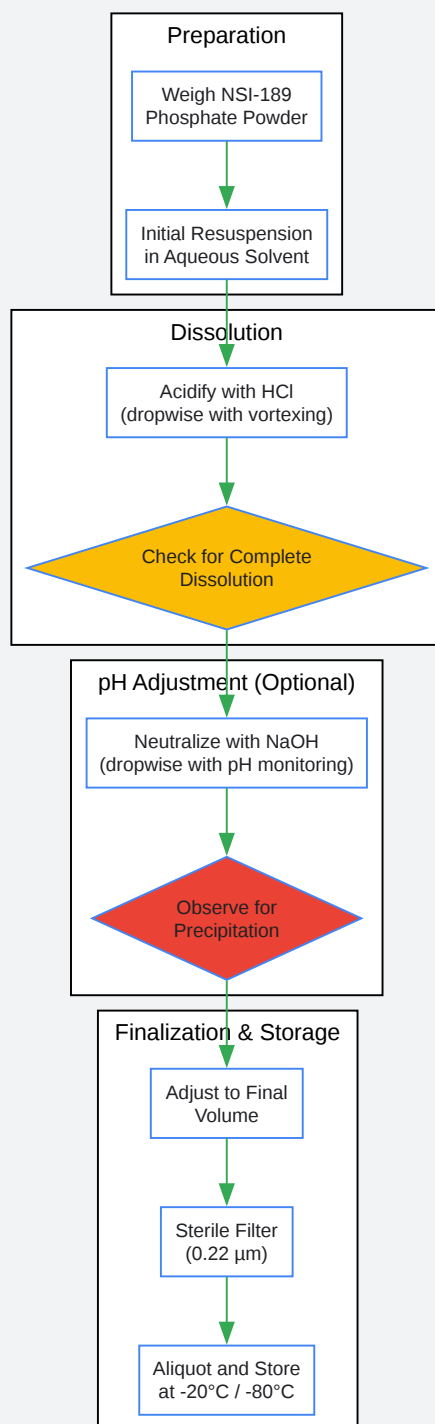 Preparation
Weigh NSI-189
Phosphate Powder
Initial Resuspension
in Aqueous Solvent
Dissolution
Acidify with HCl
(dropwise with vortexing)
Check for Complete
Dissolution
pH Adjustment (Optional)
Neutralize with NaOH
(dropwise with pH monitoring)
Observe for
Precipitation
Finalization & Storage
Adjust to Final
Volume
Sterile Filter
(0.22 µm)
Aliquot and Store
at -20°C / -80°C